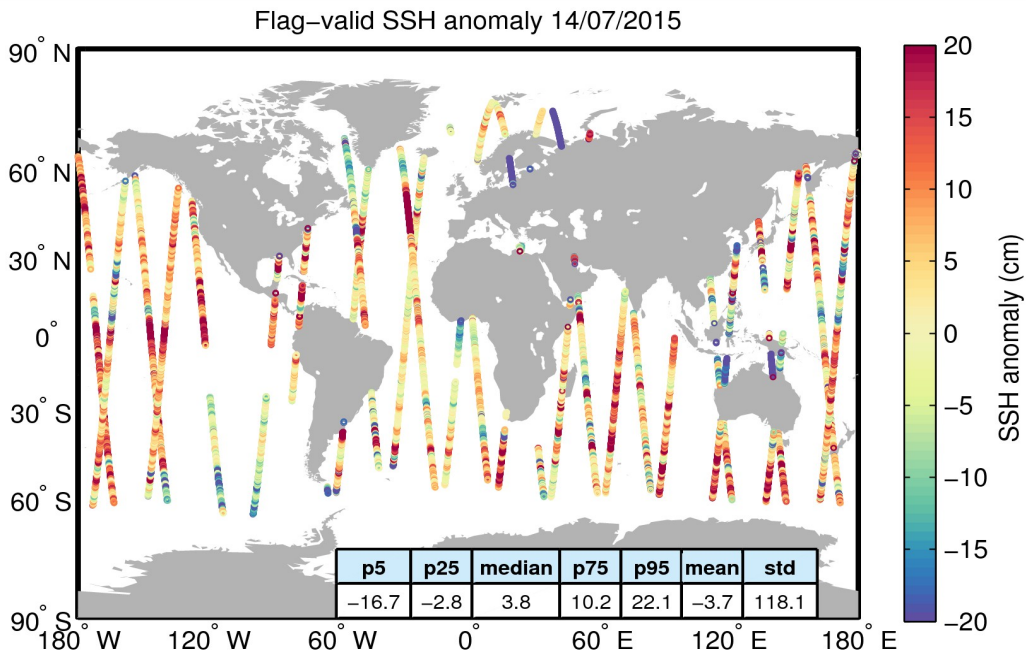 Flag−valid SSH anomaly 14/07/2015
90° N
60° N
30° N
0°
30° S
60° S
90° S
180° W
120° W
60° W
0°
60° E
120° E
180° E
p5 p25 median p75 p95 mean std
−16.7 −2.8 3.8 10.2 22.1 −3.7 118.1
20
15
10
5
0
−5
−10
−15
−20
SSH anomaly (cm)